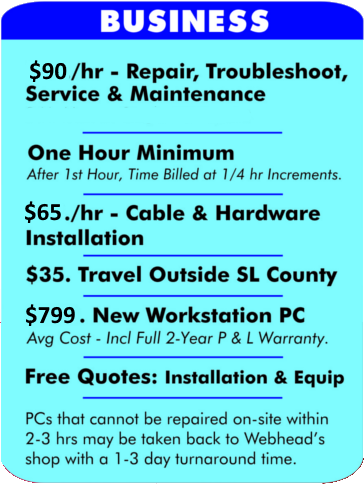 BUSINESS
$90/hr - Repair, Troubleshoot,
Service & Maintenance
One Hour Minimum
After 1st Hour, Time Billed at 1/4 hr Increments.
$65./hr - Cable & Hardware
Installation
$35. Travel Outside SL County
$799. New Workstation PC
Avg Cost - Incl Full 2-Year P & L Warranty.
Free Quotes: Installation & Equip
PCs that cannot be repaired on-site within
2-3 hrs may be taken back to Webhead's
shop with a 1-3 day turnaround time.